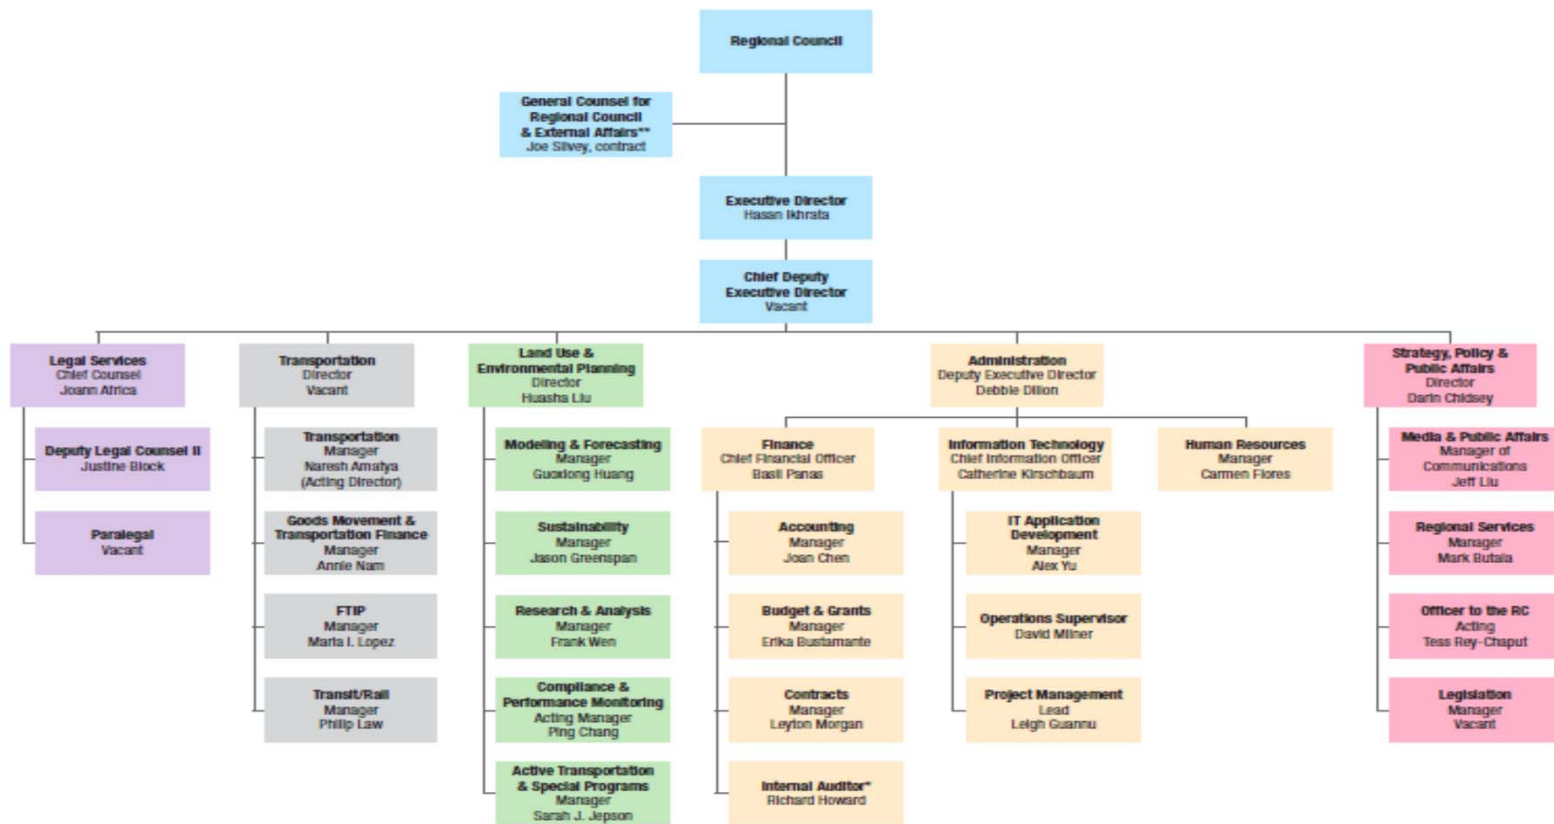 Regional Council
General Counsel for
Regional Council
& External Affairs**
Joe Silvey, contract
Executive Director
Hasan Ikhrata
Chief Deputy
Executive Director
Vacant
Legal Services
Chief Counsel
Joann Africa
Deputy Legal Counsel II
Justine Block
Paralegal
Vacant
Transportation
Director
Vacant
Transportation
Manager
Naresh Amatya
(Acting Director)
Goods Movement &
Transportation Finance
Manager
Annie Nam
FTIP
Manager
Maria I. Lopez
Transit/Rail
Manager
Philip Law
Land Use &
Environmental Planning
Director
Huasha Liu
Modeling & Forecasting
Manager
Guoxiong Huang
Sustainability
Manager
Jason Greenspan
Research & Analysis
Manager
Frank Wen
Compliance &
Performance Monitoring
Acting Manager
Ping Chang
Active Transportation
& Special Programs
Manager
Sarah J. Jepson
Administration
Deputy Executive Director
Debbie Dillon
Finance
Chief Financial Officer
Basil Panas
Accounting
Manager
Joan Chen
Budget & Grants
Manager
Erika Bustamante
Contracts
Manager
Leyton Morgan
Internal Auditor*
Richard Howard
Information Technology
Chief Information Officer
Catherine Kirschbaum
IT Application
Development
Manager
Alex Yu
Operations Supervisor
David Milner
Project Management
Lead
Leigh Guannu
Human Resources
Manager
Carmen Flores
Strategy, Policy &
Public Affairs
Director
Darin Chidsey
Media & Public Affairs
Manager of
Communications
Jeff Liu
Regional Services
Manager
Mark Butala
Officer to the RC
Acting
Tess Rey-Chaput
Legislation
Manager
Vacant